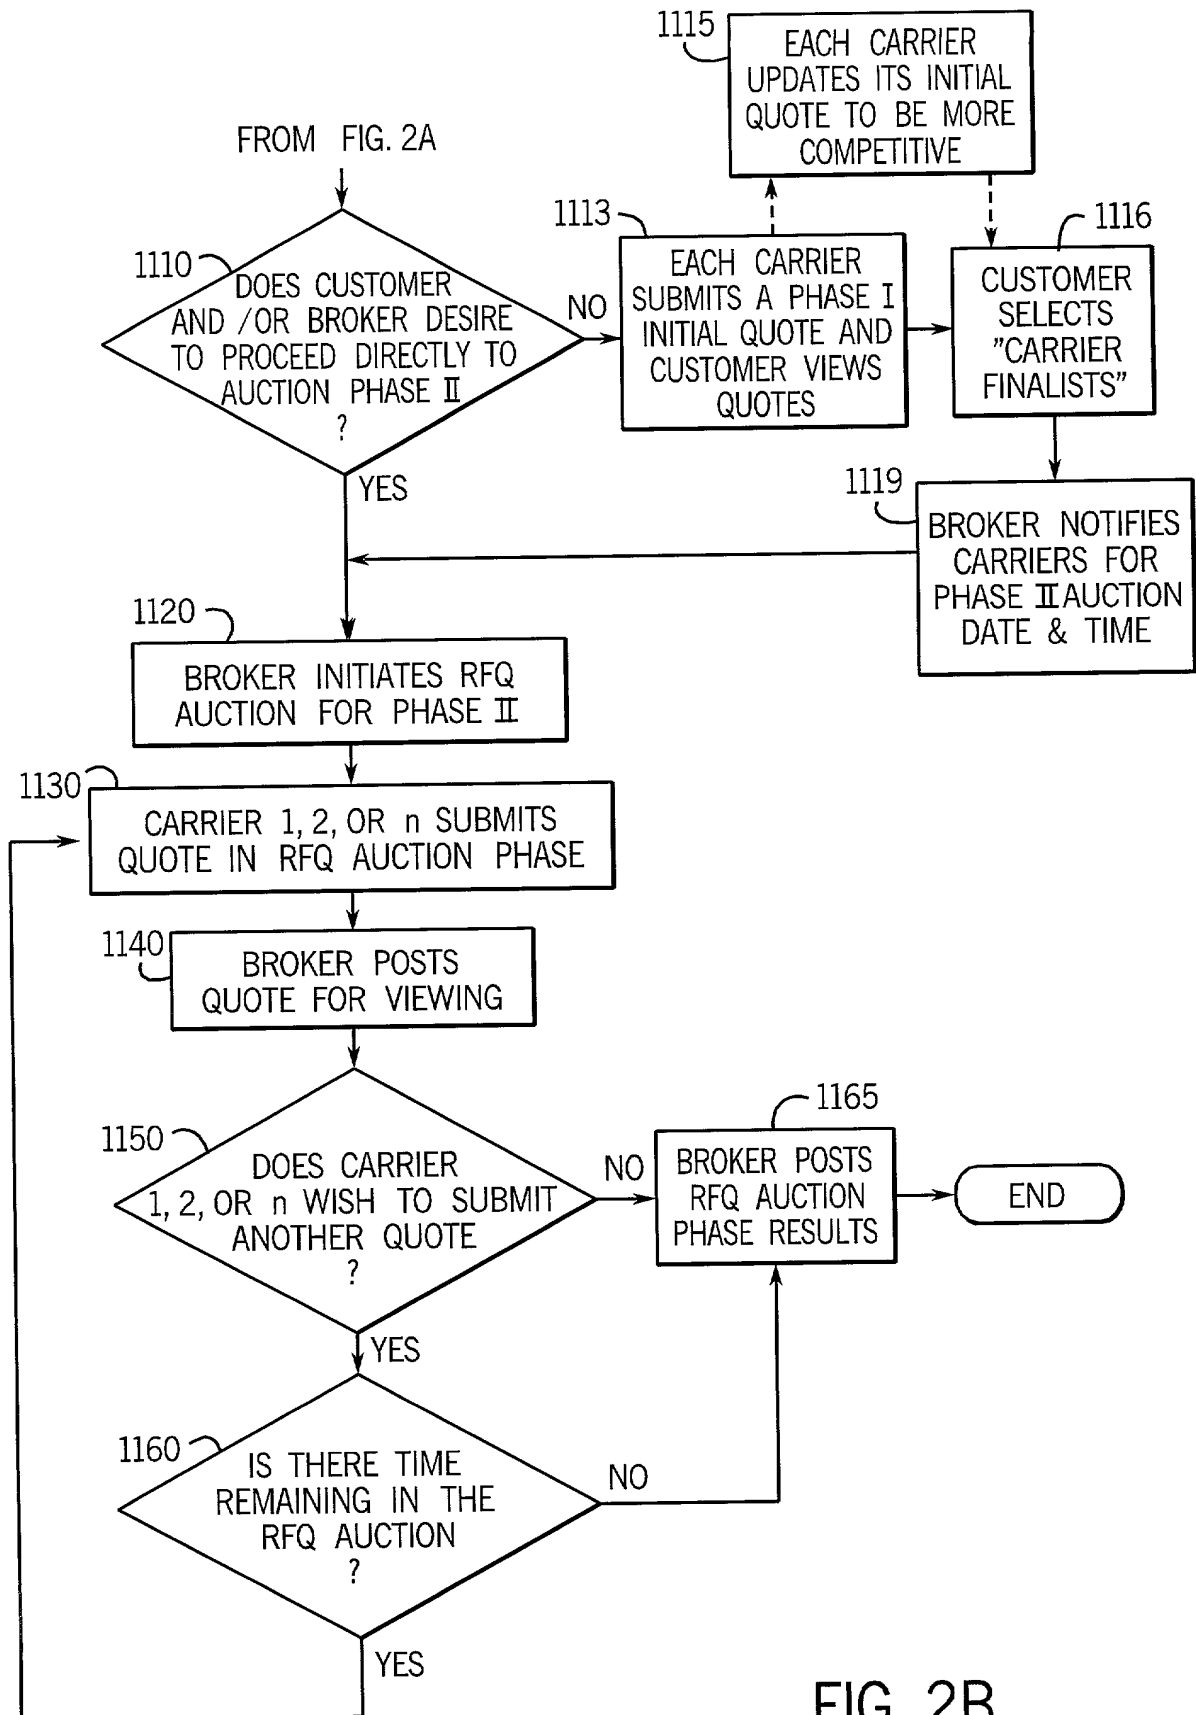 1115
EACH CARRIER
UPDATES ITS INITIAL
QUOTE TO BE MORE
COMPETITIVE
FROM FIG. 2A
1110
DOES CUSTOMER
AND /OR BROKER DESIRE
TO PROCEED DIRECTLY TO
AUCTION PHASE II
?
NO
YES
1113
EACH CARRIER
SUBMITS A PHASE I
INITIAL QUOTE AND
CUSTOMER VIEWS
QUOTES
1116
CUSTOMER
SELECTS
"CARRIER
FINALISTS"
1119
BROKER NOTIFIES
CARRIERS FOR
PHASE II AUCTION
DATE & TIME
1120
BROKER INITIATES RFQ
AUCTION FOR PHASE II
1130
CARRIER 1, 2, OR n SUBMITS
QUOTE IN RFQ AUCTION PHASE
1140
BROKER POSTS
QUOTE FOR VIEWING
1150
DOES CARRIER
1, 2, OR n WISH TO SUBMIT
ANOTHER QUOTE
?
NO
YES
1165
BROKER POSTS
RFQ AUCTION
PHASE RESULTS
END
1160
IS THERE TIME
REMAINING IN THE
RFQ AUCTION
?
NO
YES
FIG. 2B